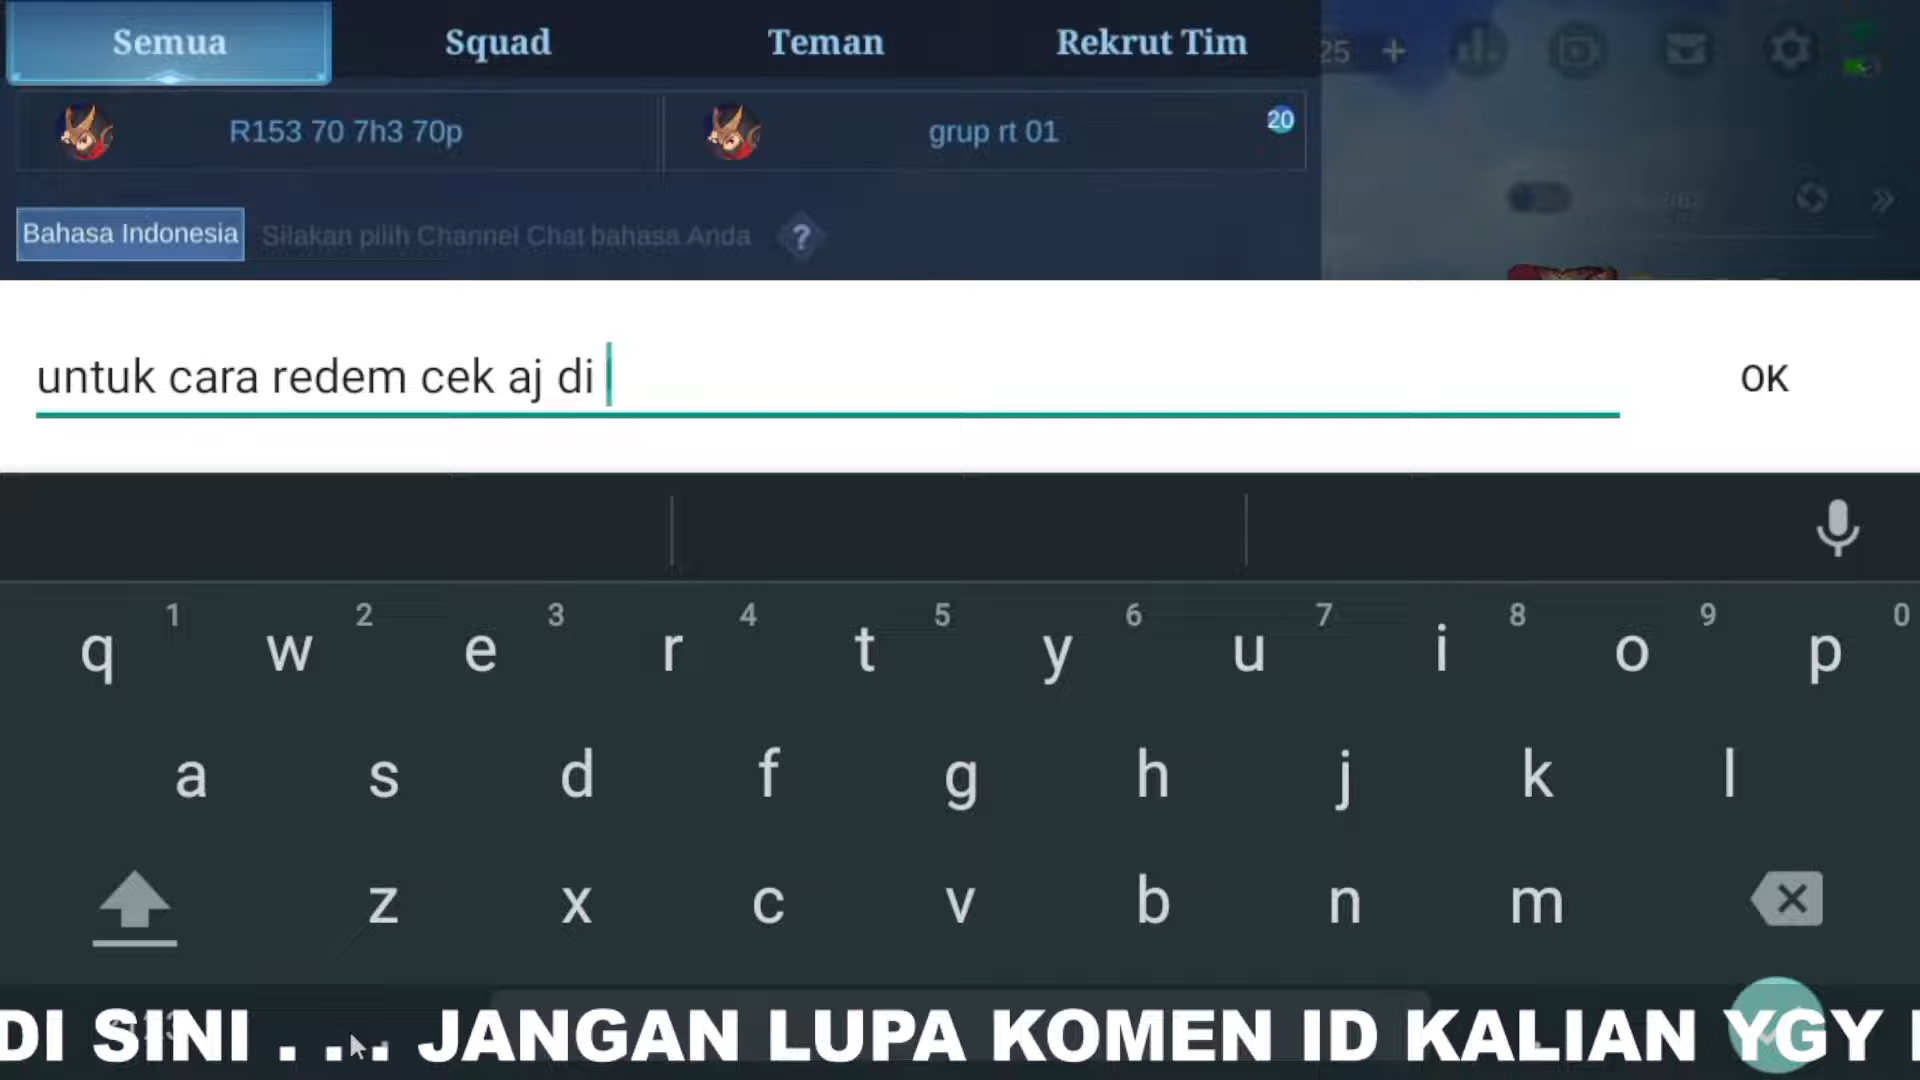 Semua Squad Teman Rekrut Tim 25 +
R153 70 7h3 70p grup rt 01 20
Bahasa Indonesia Silakan pilih Channel Chat bahasa Anda ?
untuk cara redem cek aj di OK
1 2 3 4 5 6 7 8 9 0
q w e r t y u i o p
a s d f g h j k l
z x c v b n m
DI SINI . ... JANGAN LUPA KOMEN ID KALIAN YGY